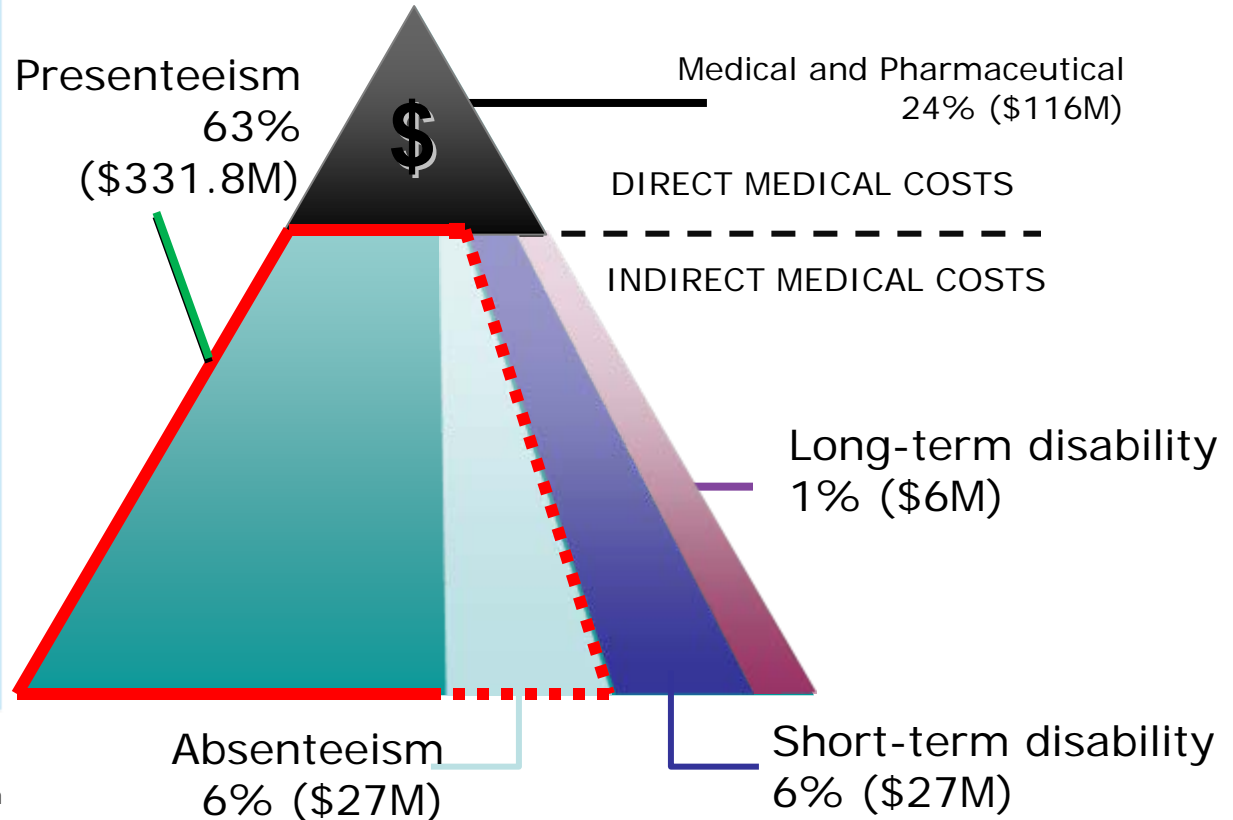 Presenteeism
63%
($331.8M)
$
Medical and Pharmaceutical
24% ($116M)
DIRECT MEDICAL COSTS
INDIRECT MEDICAL COSTS
Long-term disability
1% ($6M)
Absenteeism
6% ($27M)
Short-term disability
6% ($27M)